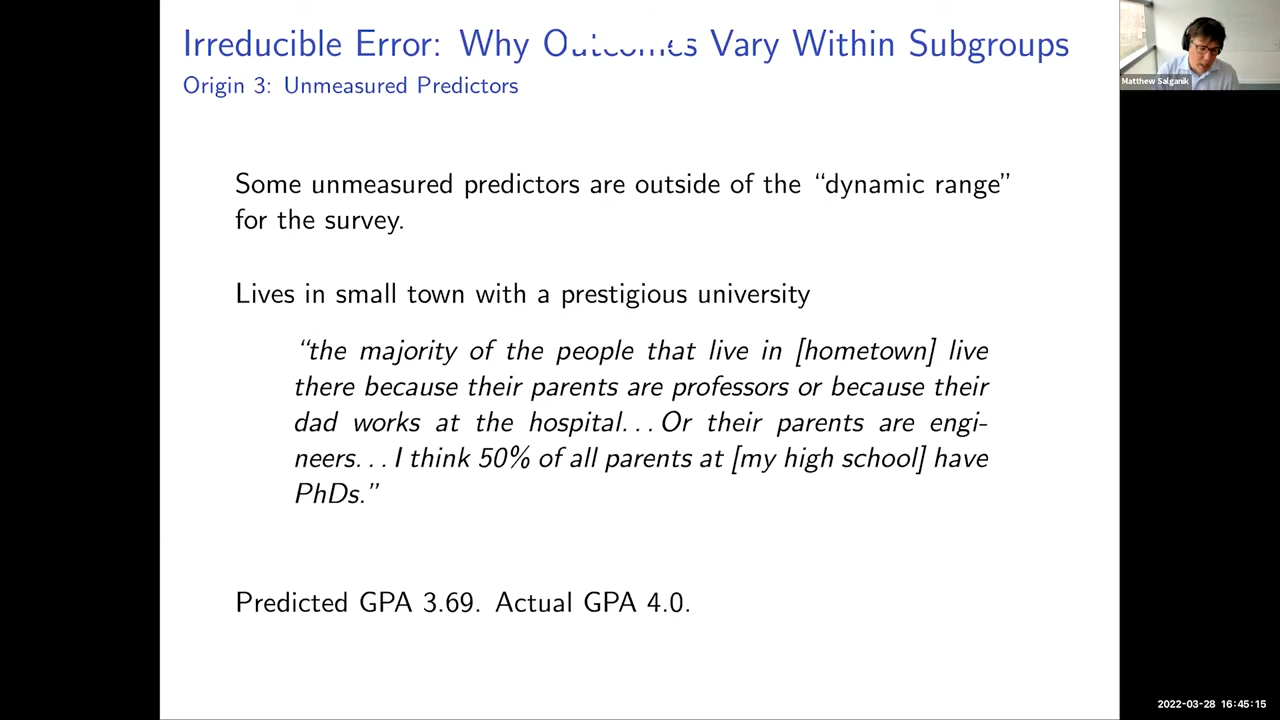 Irreducible Error: Why Outcomes Vary Within Subgroups
Origin 3: Unmeasured Predictors
Matthew Salganik
Some unmeasured predictors are outside of the “dynamic range”
for the survey.
Lives in small town with a prestigious university
“the majority of the people that live in [hometown] live
there because their parents are professors or because their
dad works at the hospital. . . Or their parents are engi-
neers. . . I think 50% of all parents at [my high school] have
PhDs.”
Predicted GPA 3.69. Actual GPA 4.0.
2022-03-28 16:45:15